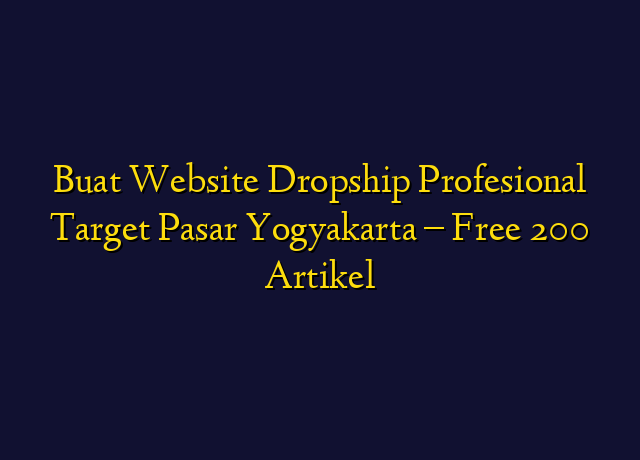 Buat Website Dropship Profesional
Target Pasar Yogyakarta – Free 200
Artikel